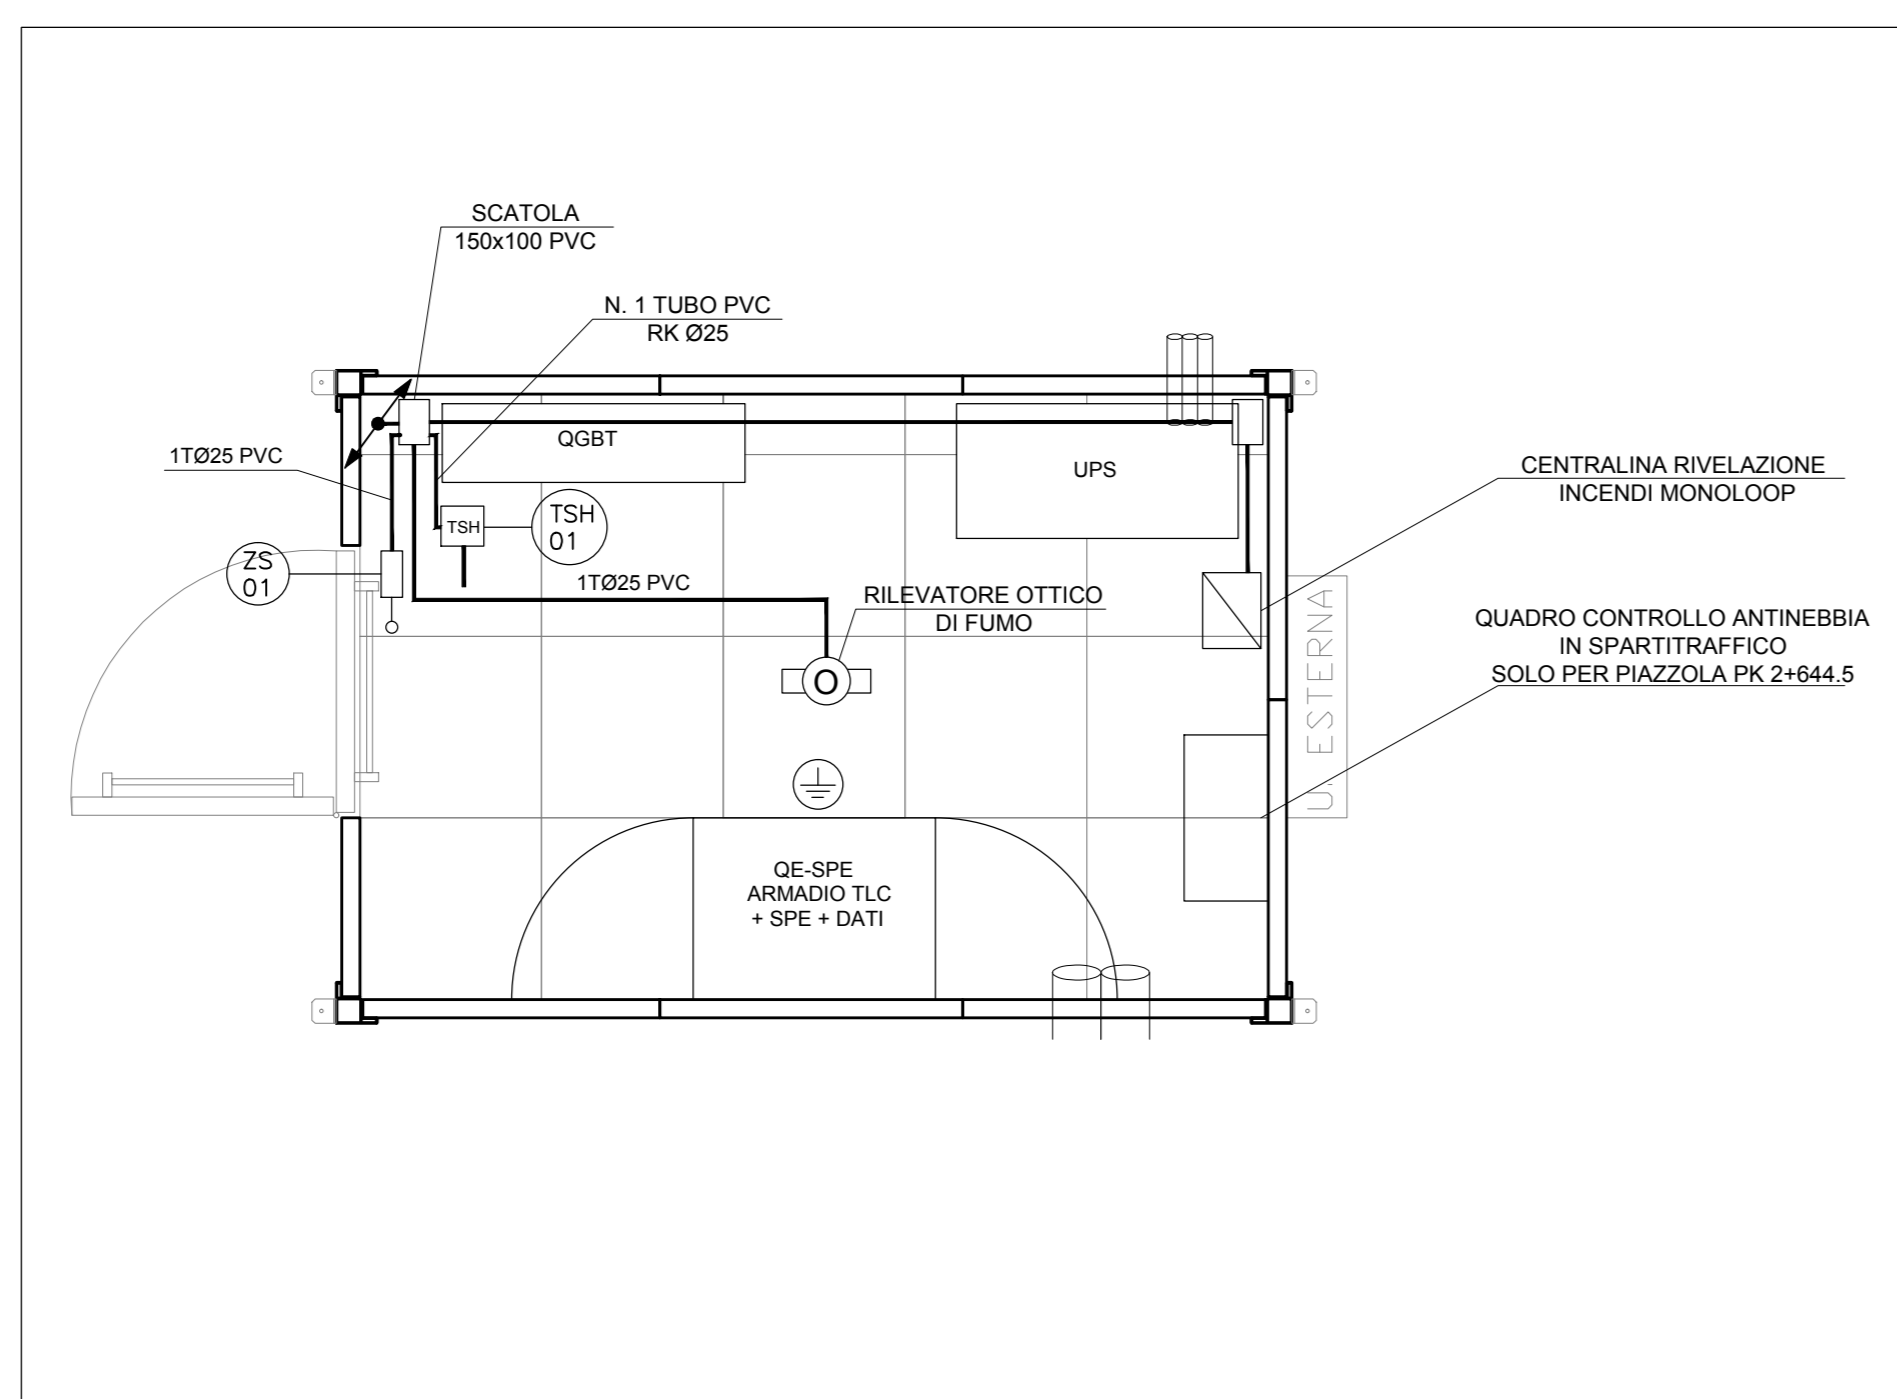 SCATOLA
150x100 PVC
N. 1 TUBO PVC
RK Ø25
1TØ25 PVC
QGBT
UPS
CENTRALINA RIVELAZIONE
INCENDI MONOLOOP
TSH
TSH
01
ZS
01
1TØ25 PVC
RILEVATORE OTTICO
DI FUMO
O
QUADRO CONTROLLO ANTINEBBIA
IN SPARTITRAFFICO
SOLO PER PIAZZOLA PK 2+644.5
U. ESTERNA
QE-SPE
ARMADIO TLC
+ SPE + DATI